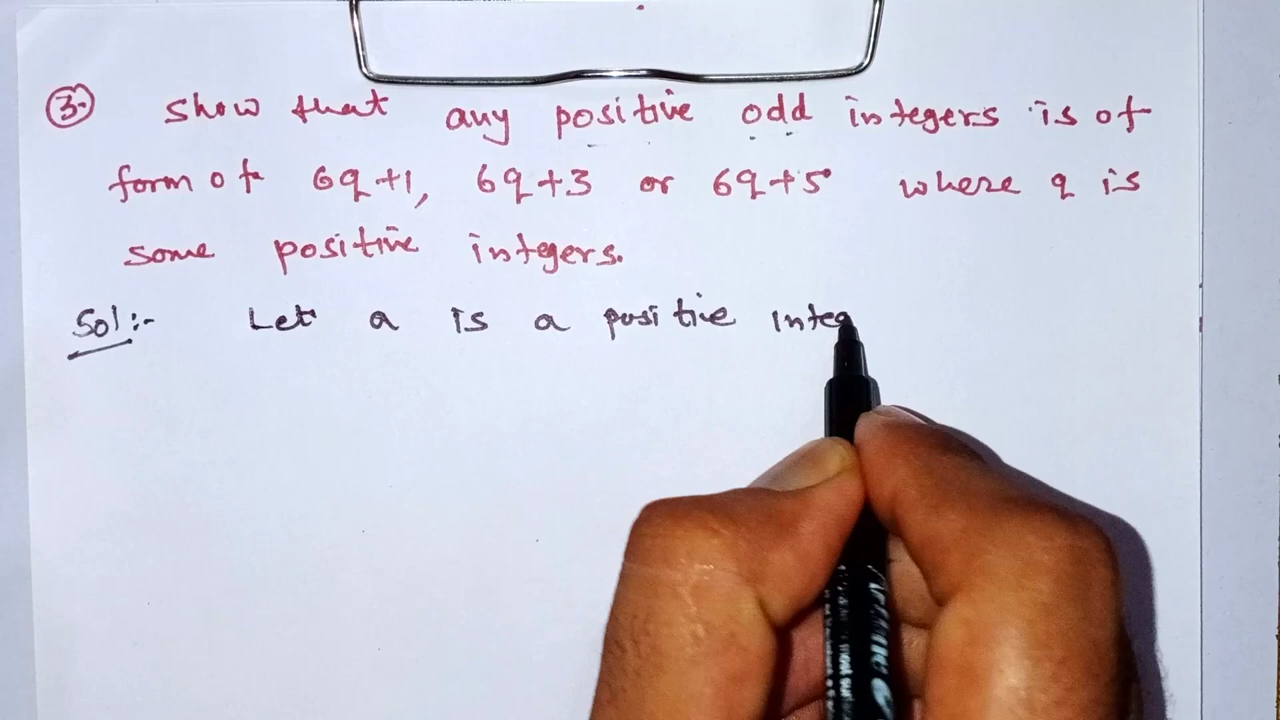 3. Show that any positive odd integers is of
form of 6q+1, 6q+3 or 6q+5 where q is
some positive integers.
Sol:- Let a is a positive integ